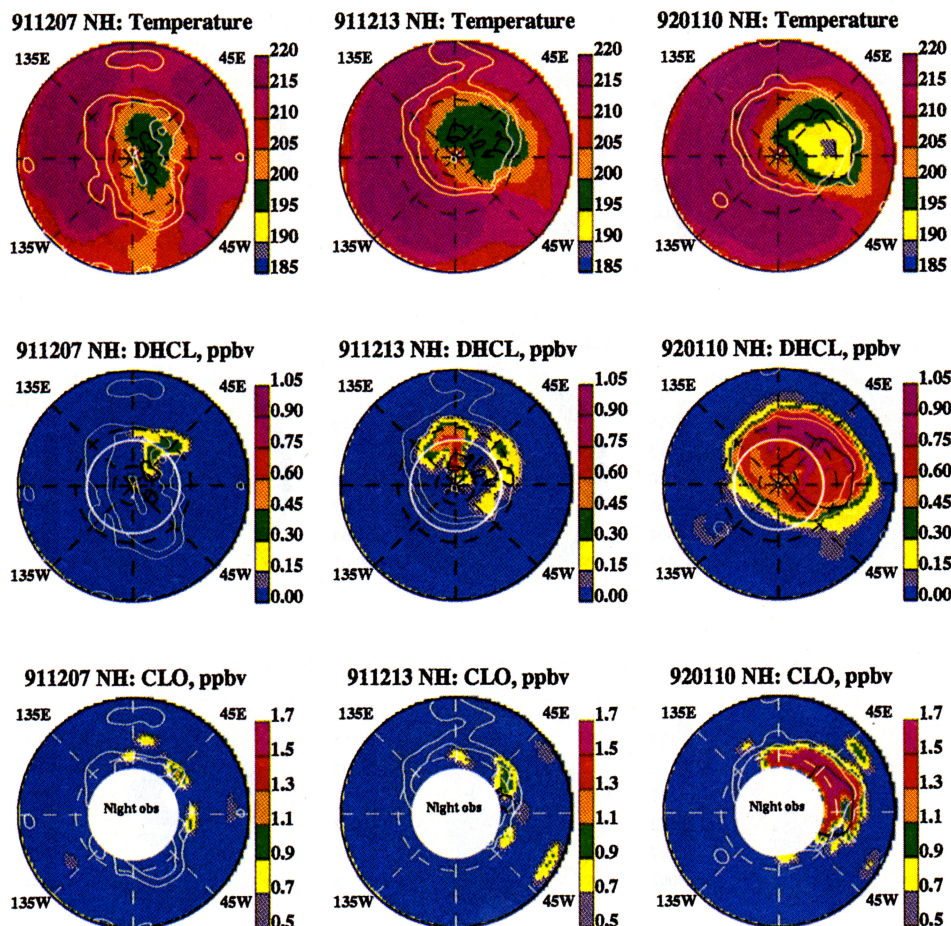 911207 NH: Temperature
135E
45E
135W
45W
220
215
210
205
200
195
190
185
911213 NH: Temperature
135E
45E
135W
45W
220
215
210
205
200
195
190
185
920110 NH: Temperature
135E
45E
135W
45W
220
215
210
205
200
195
190
185
911207 NH: DHCL, ppbv
135E
45E
135W
45W
1.05
0.90
0.75
0.60
0.45
0.30
0.15
0.00
911213 NH: DHCL, ppbv
135E
45E
135W
45W
1.05
0.90
0.75
0.60
0.45
0.30
0.15
0.00
920110 NH: DHCL, ppbv
135E
45E
135W
45W
1.05
0.90
0.75
0.60
0.45
0.30
0.15
0.00
911207 NH: CLO, ppbv
135E
45E
Night obs
135W
45W
1.7
1.5
1.3
1.1
0.9
0.7
0.5
911213 NH: CLO, ppbv
135E
45E
Night obs
135W
45W
1.7
1.5
1.3
1.1
0.9
0.7
0.5
920110 NH: CLO, ppbv
135E
45E
Night obs
135W
45W
1.7
1.5
1.3
1.1
0.9
0.7
0.5